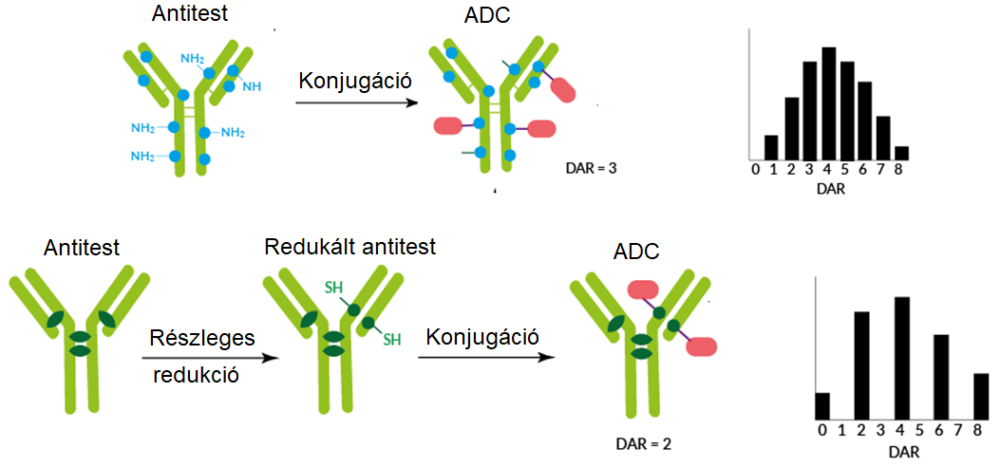 Antitest
ADC
NH2
NH
NH2
NH2
NH2
Konjugáció
DAR = 3
0 1 2 3 4 5 6 7 8
DAR
Antitest
Redukált antitest
ADC
SH
SH
Részleges
redukció
Konjugáció
DAR = 2
0 1 2 3 4 5 6 7 8
DAR